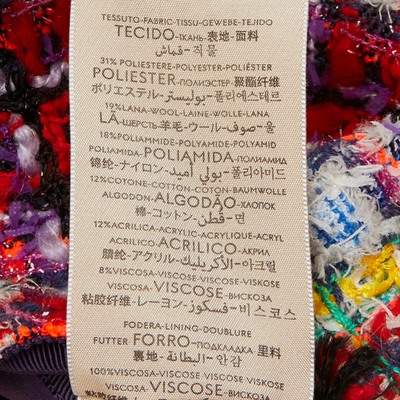 TESSUTO-FABRIC-TISSU-GEWEBE-TEJIDO
TECIDO-ТКАНЬ-表地-面料
قماش-직물
31% POLIESTERE-POLYESTER-POLIÉSTER
POLIESTER-ПОЛИЭСТЕР-聚酯纤维
ポリエステル-بوليستر-폴리에스테르
19% LANA-WOOL-LAINE-WOLLE-LANA
LÃ-ШЕРСТЬ-羊毛-ウール-صوف-울
18% POLIAMMIDE-POLYAMIDE-POLYAMID
POLIAMIDA-POLIAMIDA-ПОЛИАМИД
錦纶-ナイロン-بولي أميد-폴리아미드
12% COTONE-COTTON-COTON-BAUMWOLLE
ALGODON-ALGODÃO-ХЛОПОК
棉-コットン-قطن-면
12% ACRILICA-ACRYLIC-ACRYLIQUE-ACRYL
ACRILICO-ACRILICO-АКРИЛ
腈纶-アクリル-الأكريليك-아크릴
8% VISCOSA-VISCOSE-VISCOSE-VISKOSE
VISCOSA-VISCOSE-ВИСКОЗА
粘胶纤维-レーヨン-فسكوز-비스코스
FODERA-LINING-DOUBLURE
FUTTER-FORRO-ПОДКЛАДКА-里料
裏地-البطانة-안감
100% VISCOSA-VISCOSE-VISCOSE-VISKOSE
VISCOSA-VISCOSE-ВИСКОЗА